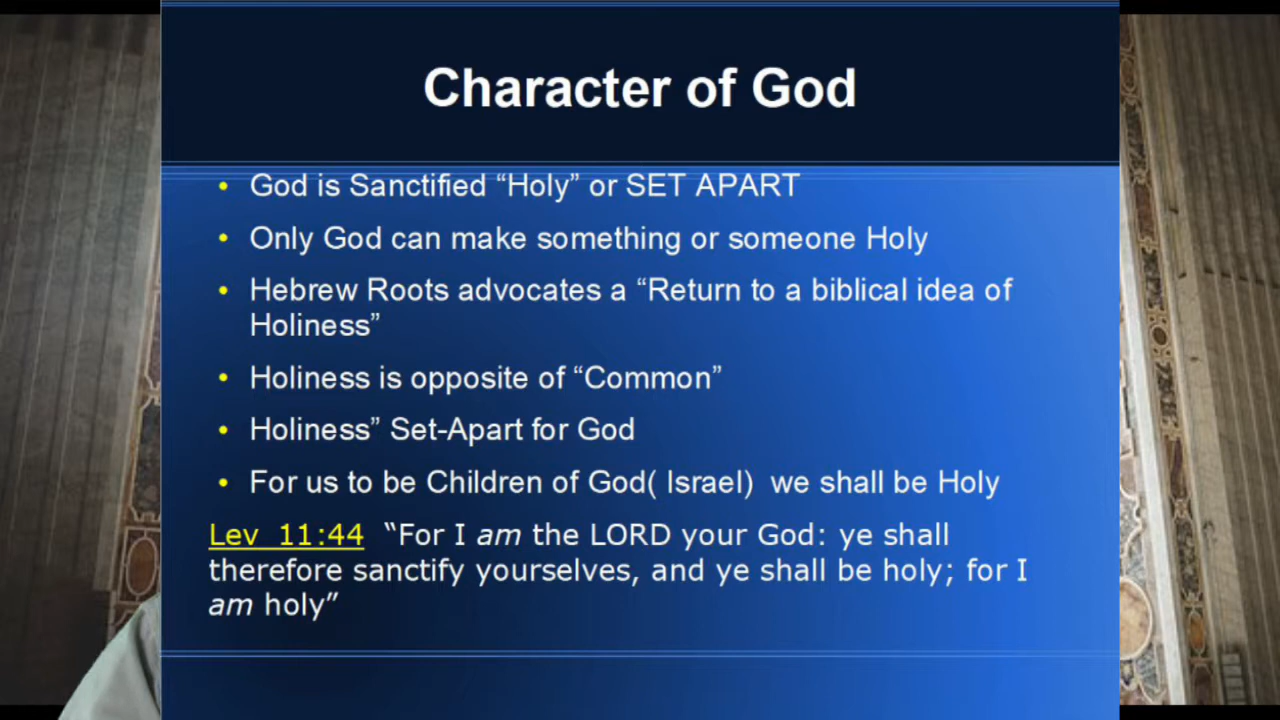 Character of God
• God is Sanctified “Holy” or SET APART
• Only God can make something or someone Holy
• Hebrew Roots advocates a “Return to a biblical idea of
Holiness”
• Holiness is opposite of “Common”
• Holiness” Set-Apart for God
• For us to be Children of God( Israel)  we shall be Holy
Lev  11:44  “For I am the LORD your God: ye shall
therefore sanctify yourselves, and ye shall be holy; for I
am holy”